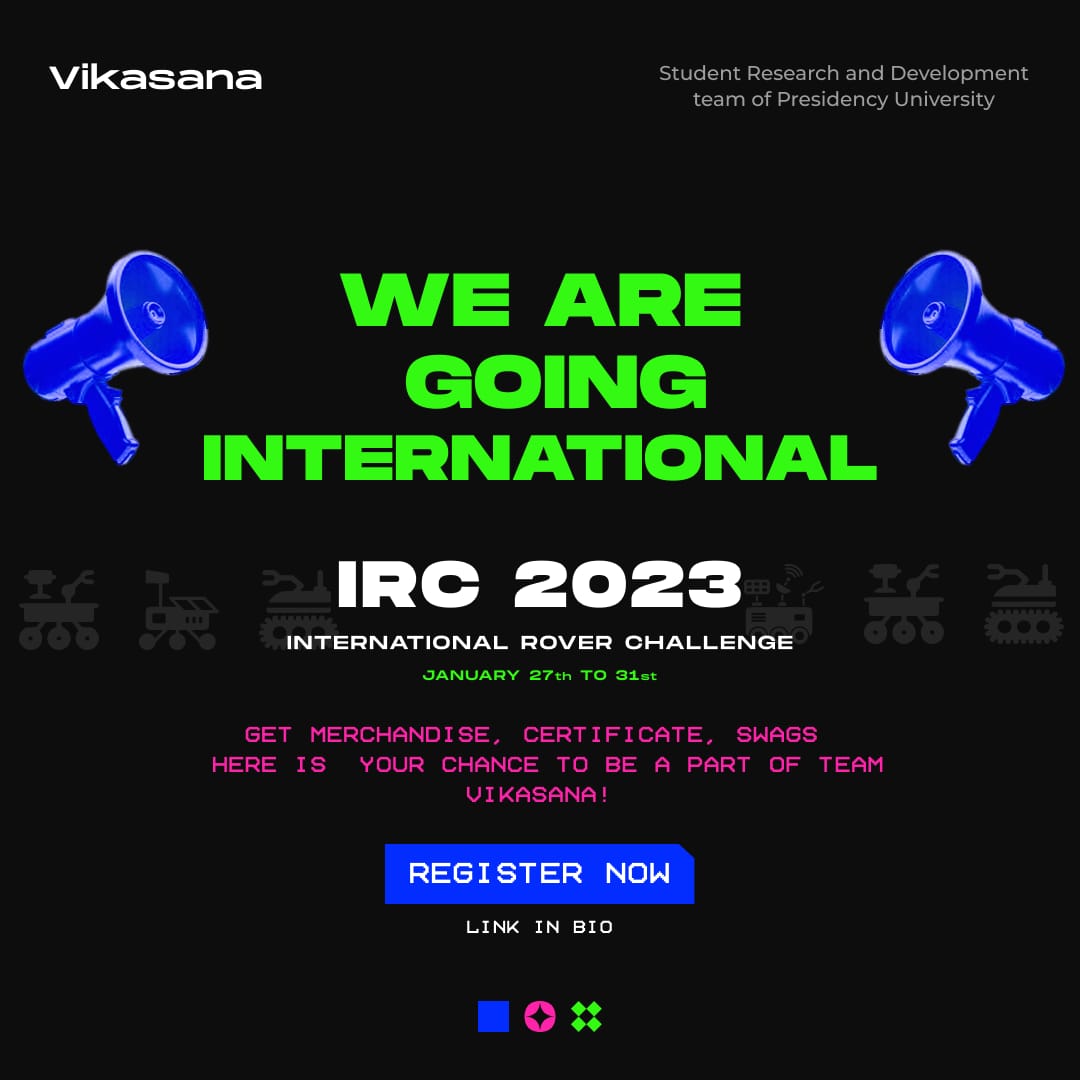 Vikasana
Student Research and Development
team of Presidency University
WE ARE
GOING
INTERNATIONAL
IRC 2023
INTERNATIONAL ROVER CHALLENGE
JANUARY 27th TO 31st
GET MERCHANDISE, CERTIFICATE, SWAGS
HERE IS  YOUR CHANCE TO BE A PART OF TEAM
VIKASANA!
REGISTER NOW
LINK IN BIO